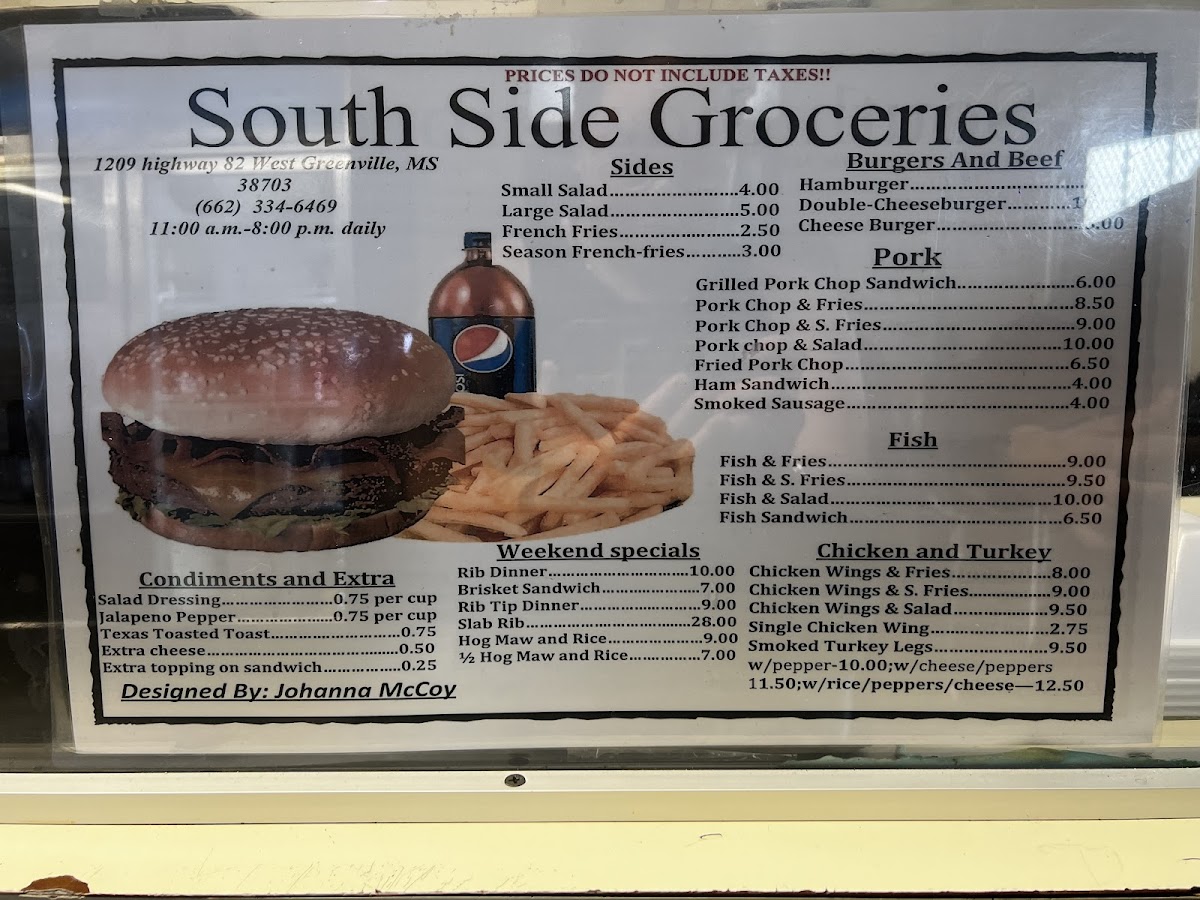 PRICES DO NOT INCLUDE TAXES!!
South Side Groceries
1209 highway 82 West Greenville, MS
38703
(662) 334-6469
11:00 a.m.-8:00 p.m. daily
Sides
Small Salad........................4.00
Large Salad........................5.00
French Fries.......................2.50
Season French-fries...........3.00
Burgers And Beef
Hamburger
Double-Cheeseburger
Cheese Burger
Pork
Grilled Pork Chop Sandwich......................6.00
Pork Chop & Fries.......................................8.50
Pork Chop & S. Fries....................................9.00
Pork chop & Salad.....................................10.00
Fried Pork Chop..........................................6.50
Ham Sandwich............................................4.00
Smoked Sausage.........................................4.00
Fish
Fish & Fries............................................9.00
Fish & S. Fries.........................................9.50
Fish & Salad..........................................10.00
Fish Sandwich.........................................6.50
pepsi
Condiments and Extra
Salad Dressing.....................0.75 per cup
Jalapeno Pepper..................0.75 per cup
Texas Toasted Toast........................0.75
Extra cheese....................................0.50
Extra topping on sandwich...............0.25
Designed By: Johanna McCoy
Weekend specials
Rib Dinner...........................10.00
Brisket Sandwich...................7.00
Rib Tip Dinner.......................9.00
Slab Rib................................28.00
Hog Maw and Rice..................9.00
½ Hog Maw and Rice..............7.00
Chicken and Turkey
Chicken Wings & Fries...................8.00
Chicken Wings & S. Fries................9.00
Chicken Wings & Salad..................9.50
Single Chicken Wing......................2.75
Smoked Turkey Legs......................9.50
w/pepper-10.00;w/cheese/peppers
11.50;w/rice/peppers/cheese—12.50